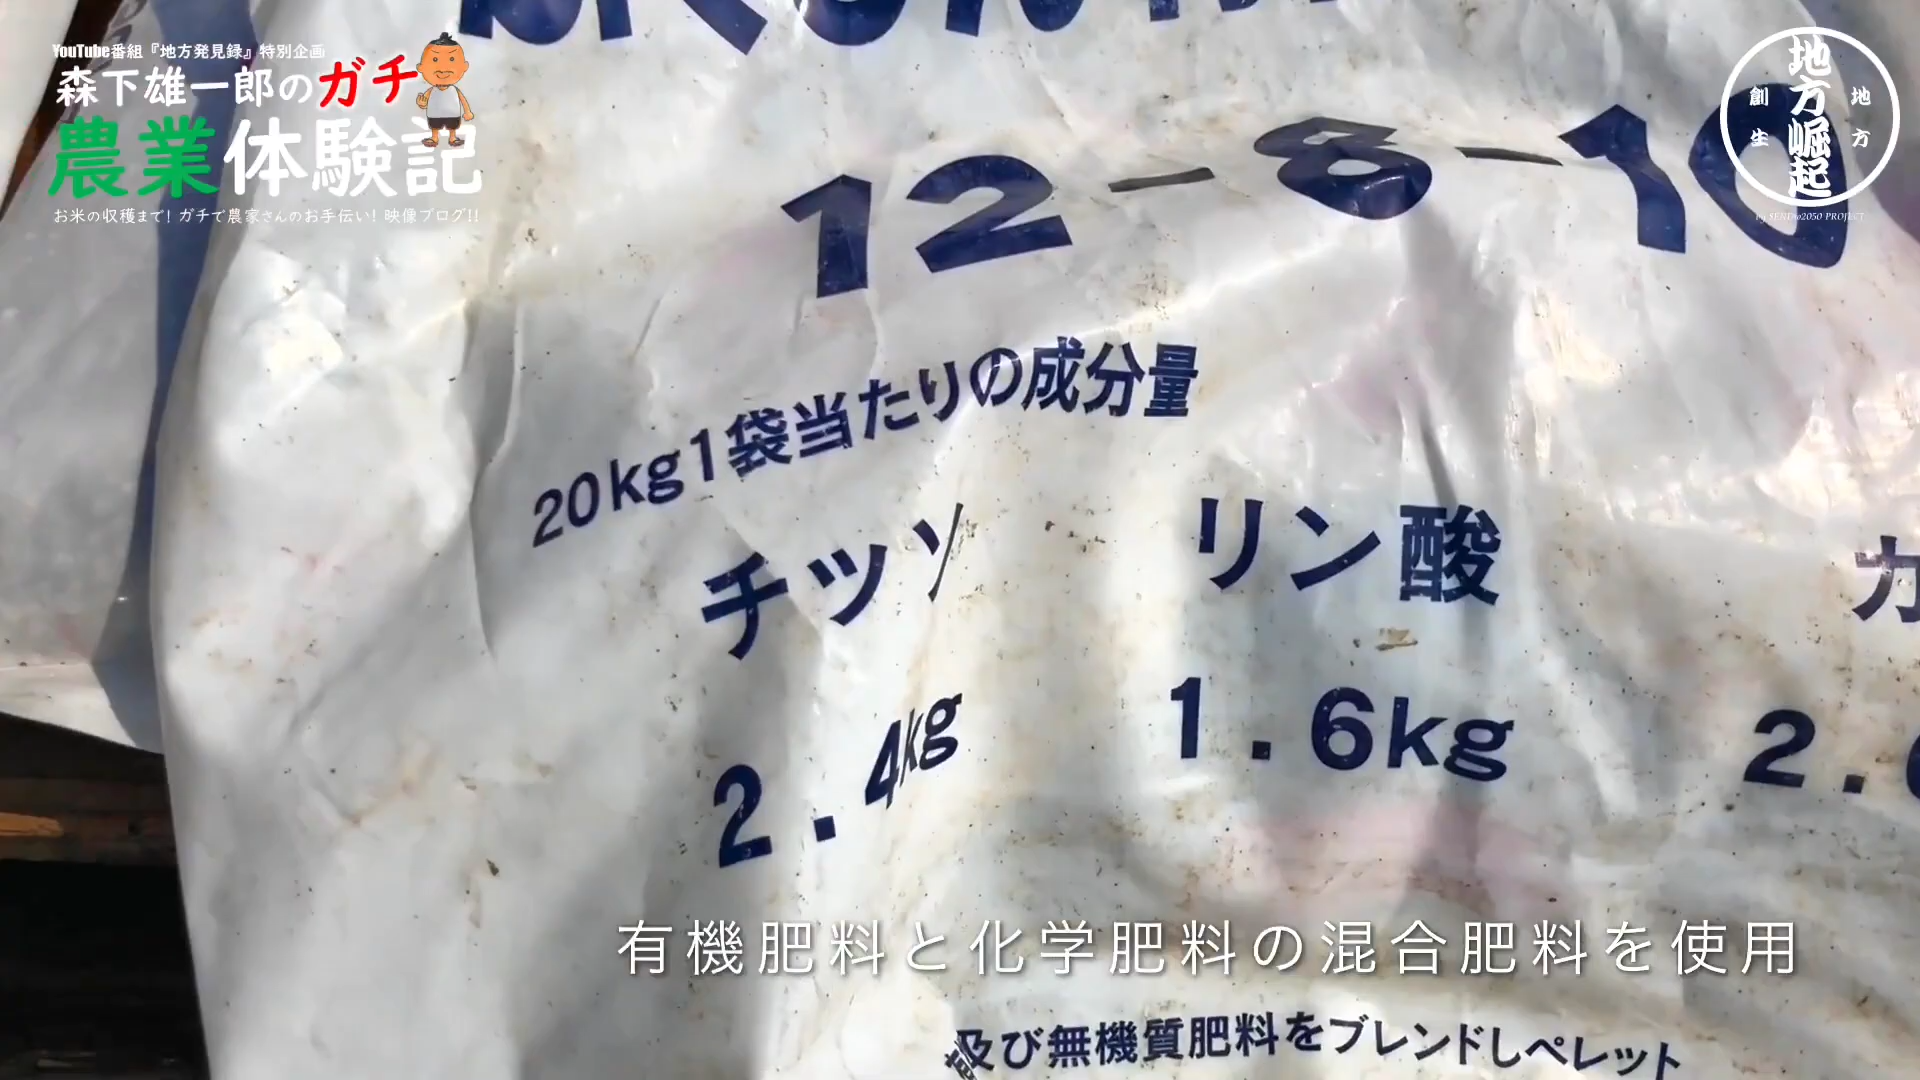 YouTube番組『地方発見録』特別企画
森下雄一郎のガチ
農業体験記
お米の収穫まで! ガチで農家さんのお手伝い! 映像ブログ!!
地方創生
地方崛起
by SENDto2050 PROJECT
12-8-10
20kg1袋当たりの成分量
チッソ リン酸 カ
2.4kg 1.6kg 2.
有機肥料と化学肥料の混合肥料を使用
及び無機質肥料をブレンドしペレット